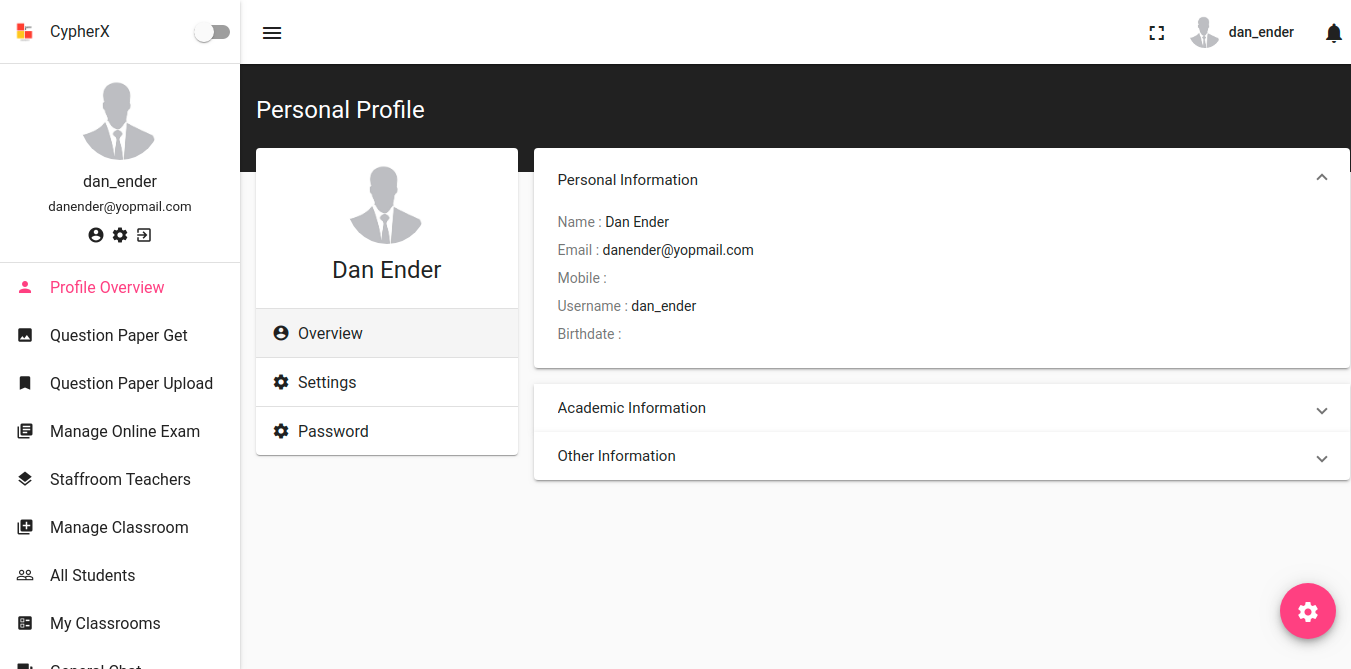 CypherX
dan_ender
Personal Profile
dan_ender
danender@yopmail.com
Profile Overview
Question Paper Get
Question Paper Upload
Manage Online Exam
Staffroom Teachers
Manage Classroom
All Students
My Classrooms
General Chat
Dan Ender
Overview
Settings
Password
Personal Information
Name : Dan Ender
Email : danender@yopmail.com
Mobile :
Username : dan_ender
Birthdate :
Academic Information
Other Information